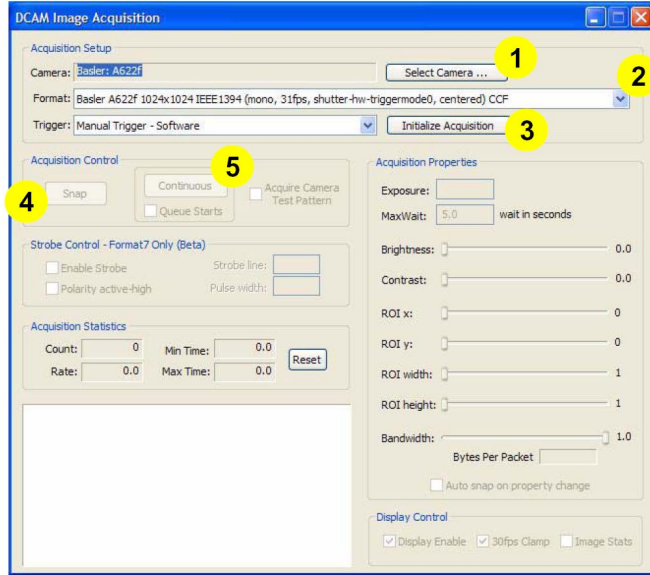 DCAM Image Acquisition
Acquisition Setup
Camera: Basler: A622f Select Camera ... 1
Format: Basler A622f 1024x1024 IEEE1394 (mono, 31fps, shutter-hw-triggermode0, centered) CCF 2
Trigger: Manual Trigger - Software Initialize Acquisition 3
Acquisition Control
4 Snap Continuous 5 Acquire Camera
Test Pattern
Queue Starts
Strobe Control - Format7 Only (Beta)
Enable Strobe Strobe line:
Polarity active-high Pulse width:
Acquisition Statistics
Count: 0 Min Time: 0.0 Reset
Rate: 0.0 Max Time: 0.0
Acquisition Properties
Exposure:
MaxWait: 5.0 wait in seconds
Brightness: 0.0
Contrast: 0.0
ROI x: 0
ROI y: 0
ROI width: 1
ROI height: 1
Bandwidth: 1.0
Bytes Per Packet
Auto snap on property change
Display Control
Display Enable 30fps Clamp Image Stats